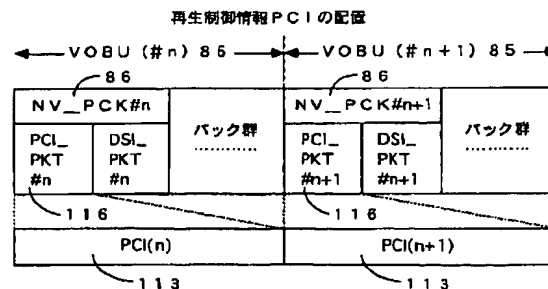 再生制御情報PCIの配置
VOBU (#n) 86
VOBU (#n+1) 85
86
86
NV_PCK#n
パック群
NV_PCK#n+1
パック群
PCI_
PKT
#n
DSI_
PKT
#n
PCI_
PKT
#n+1
DSI_
PKT
#n+1
116
116
PCI(n)
PCI(n+1)
113
113